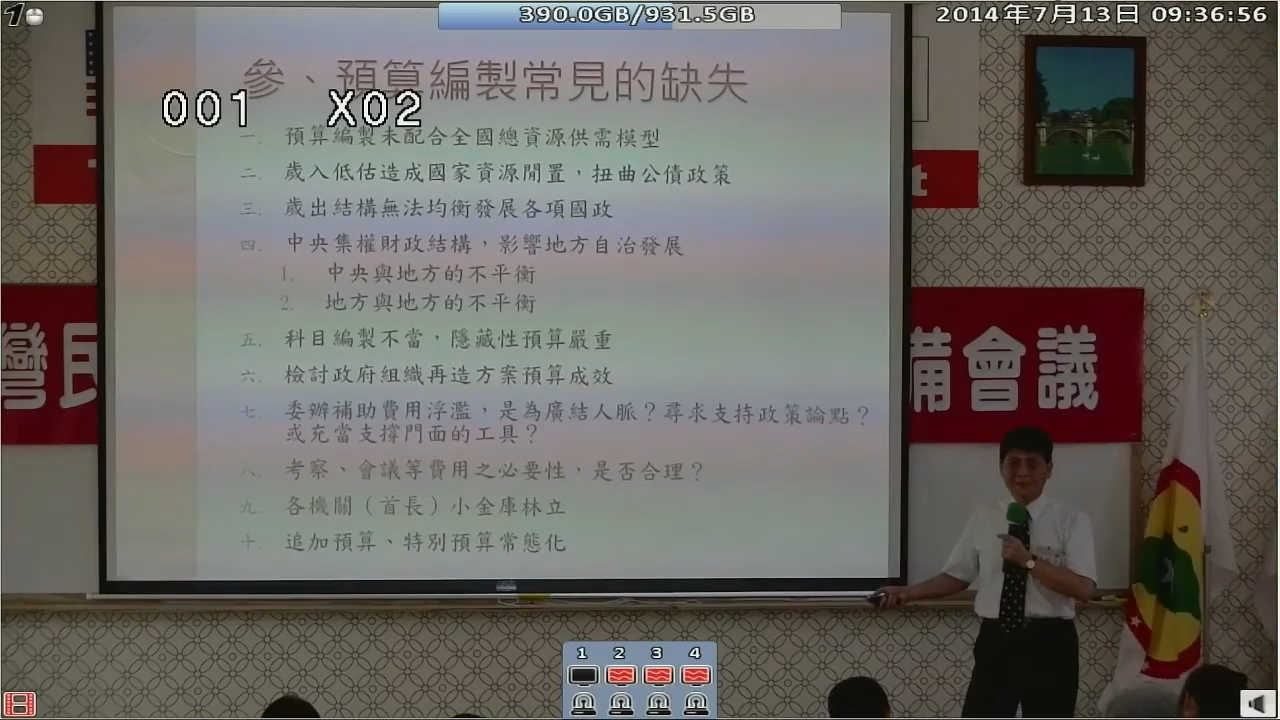 390.0GB/931.5GB
2014年7月13日 09:36:56
001 X02
參、預算編製常見的缺失
一. 預算編製未配合全國總資源供需模型
二. 歲入低估造成國家資源閒置，扭曲公債政策
三. 歲出結構無法均衡發展各項國政
四. 中央集權財政結構，影響地方自治發展
1. 中央與地方的不平衡
2. 地方與地方的不平衡
五. 科目編製不當，隱藏性預算嚴重
六. 檢討政府組織再造方案預算成效
七. 委辦補助費用浮濫，是為廣結人脈？尋求支持政策論點？
或充當支撐門面的工具？
八. 考察、會議等費用之必要性，是否合理？
九. 各機關（首長）小金庫林立
十. 追加預算、特別預算常態化
灣民
備會議
t
1 2 3 4